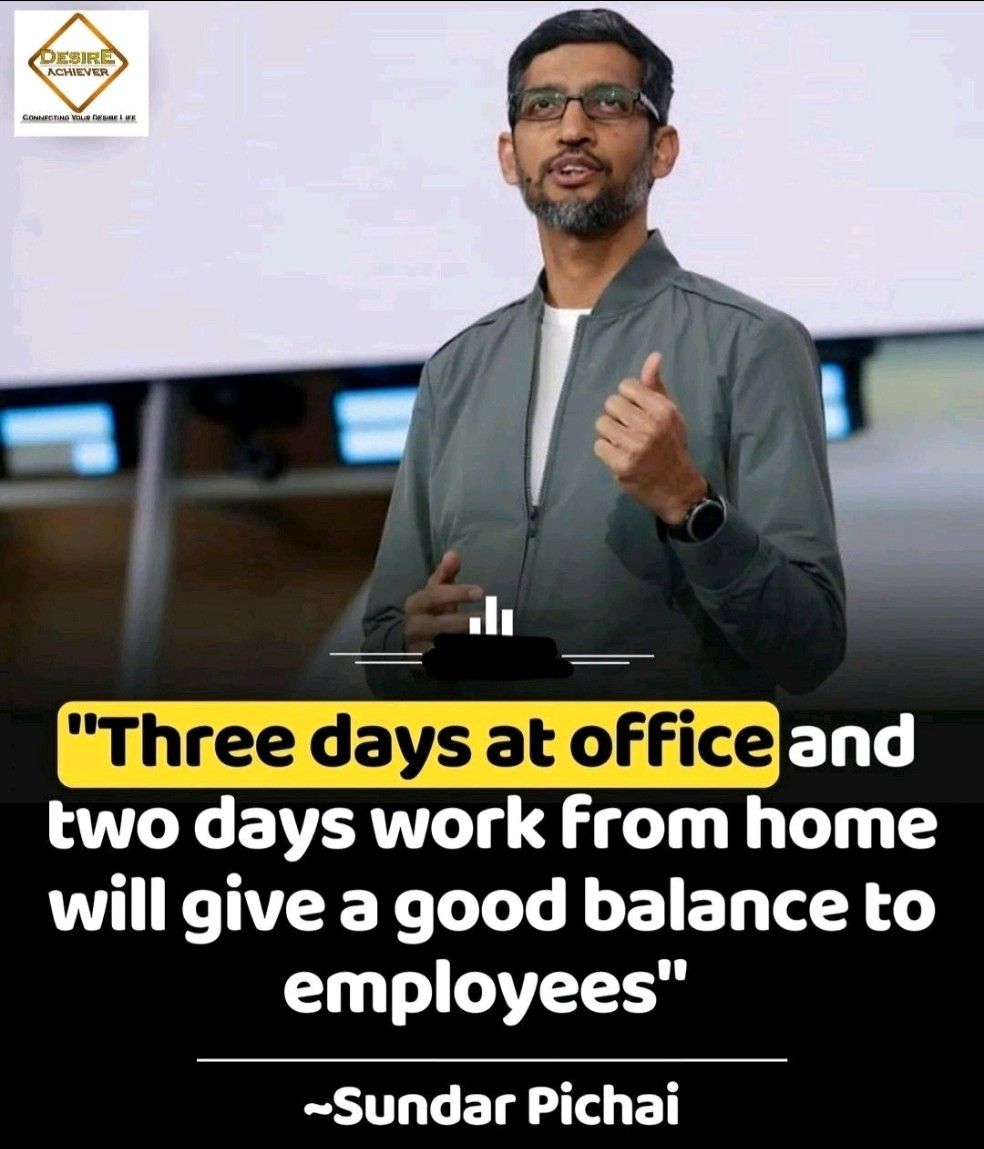 DESIRE
ACHIEVER
CONNECTING YOUR DESIRE LIFE
"Three days at office and
two days work from home
will give a good balance to
employees"
~Sundar Pichai